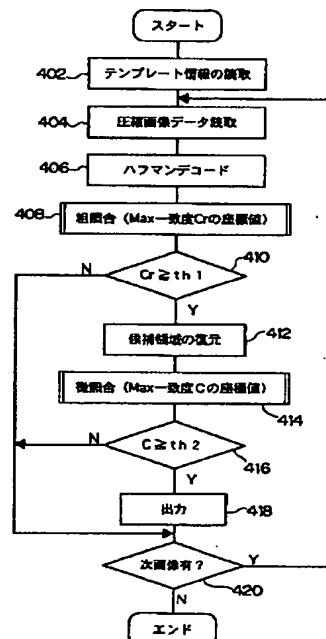 スタート
402
テンプレート情報の読取
404
圧縮画像データ読取
406
ハフマンデコード
408
粗照合(Max一致度Crの座標値)
N
Cr≧th1
410
Y
候補領域の復元
412
微照合(Max一致度Cの座標値)
414
N
C≧th2
416
Y
出力
418
次画像有?
Y
420
N
エンド